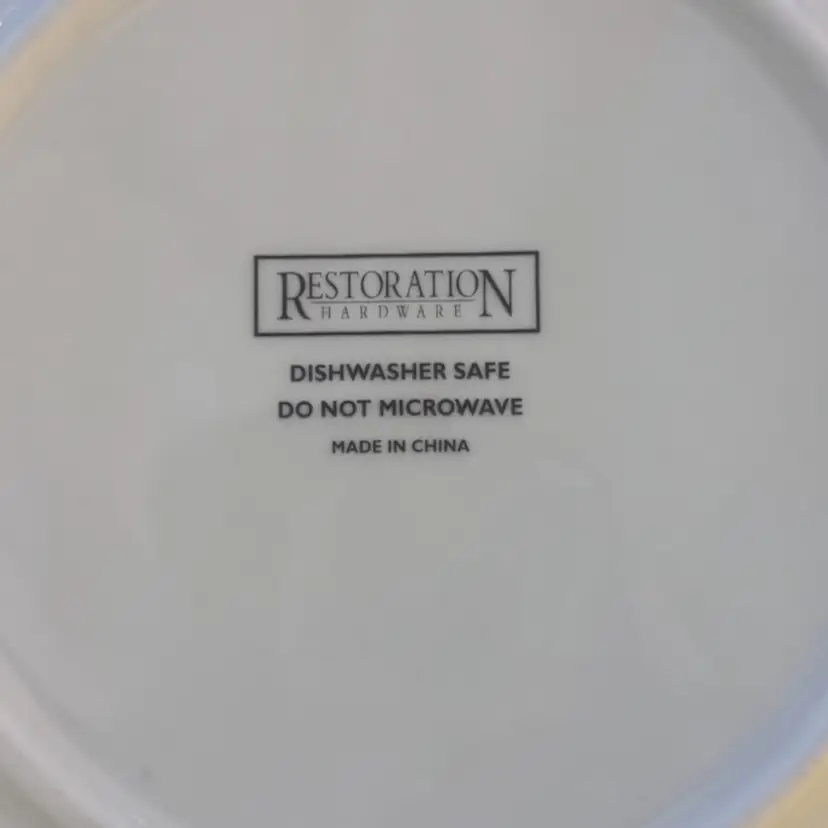 RESTORATION
HARDWARE
DISHWASHER SAFE
DO NOT MICROWAVE
MADE IN CHINA